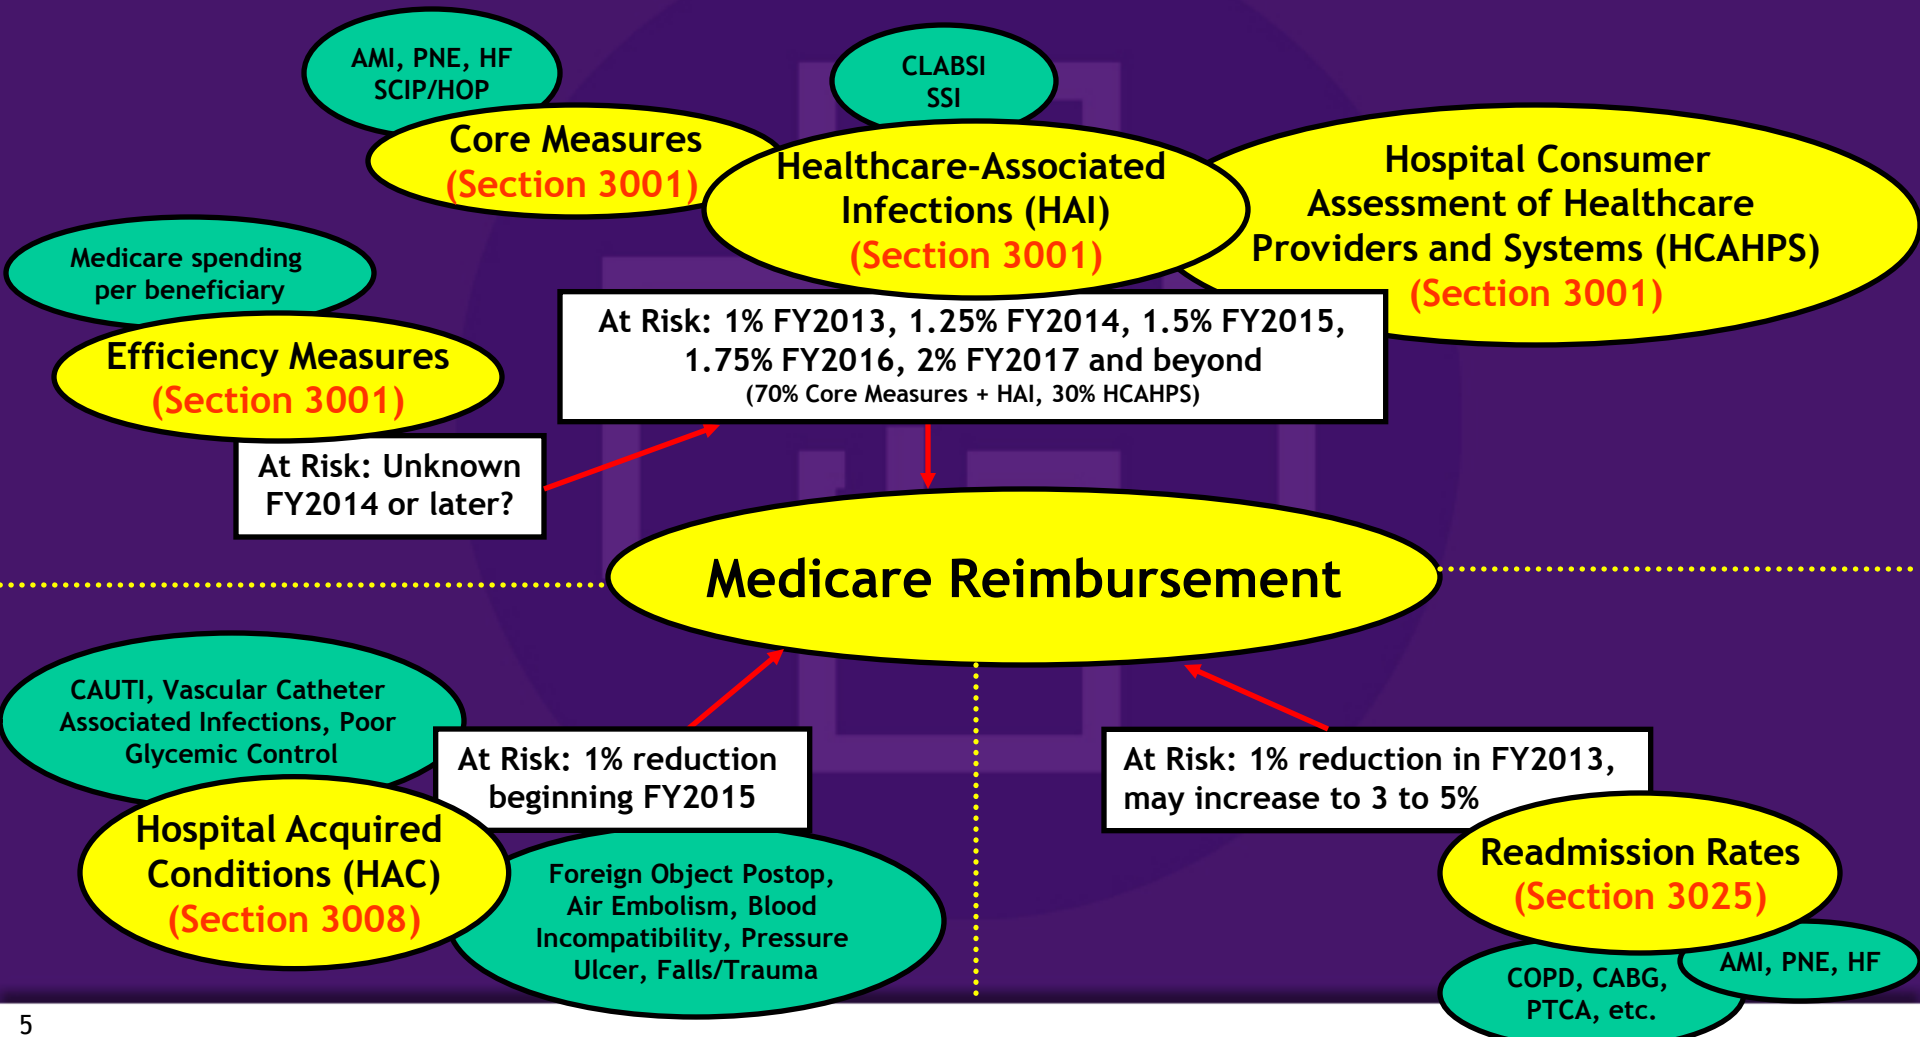 AMI, PNE, HF
SCIP/HOP
Core Measures
(Section 3001)
CLABSI
SSI
Healthcare-Associated
Infections (HAI)
(Section 3001)
Hospital Consumer
Assessment of Healthcare
Providers and Systems (HCAHPS)
(Section 3001)
Medicare spending
per beneficiary
Efficiency Measures
(Section 3001)
At Risk: Unknown
FY2014 or later?
At Risk: 1% FY2013, 1.25% FY2014, 1.5% FY2015,
1.75% FY2016, 2% FY2017 and beyond
(70% Core Measures + HAI, 30% HCAHPS)
Medicare Reimbursement
CAUTI, Vascular Catheter
Associated Infections, Poor
Glycemic Control
At Risk: 1% reduction
beginning FY2015
Hospital Acquired
Conditions (HAC)
(Section 3008)
Foreign Object Postop,
Air Embolism, Blood
Incompatibility, Pressure
Ulcer, Falls/Trauma
At Risk: 1% reduction in FY2013,
may increase to 3 to 5%
Readmission Rates
(Section 3025)
AMI, PNE, HF
COPD, CABG,
PTCA, etc.
5